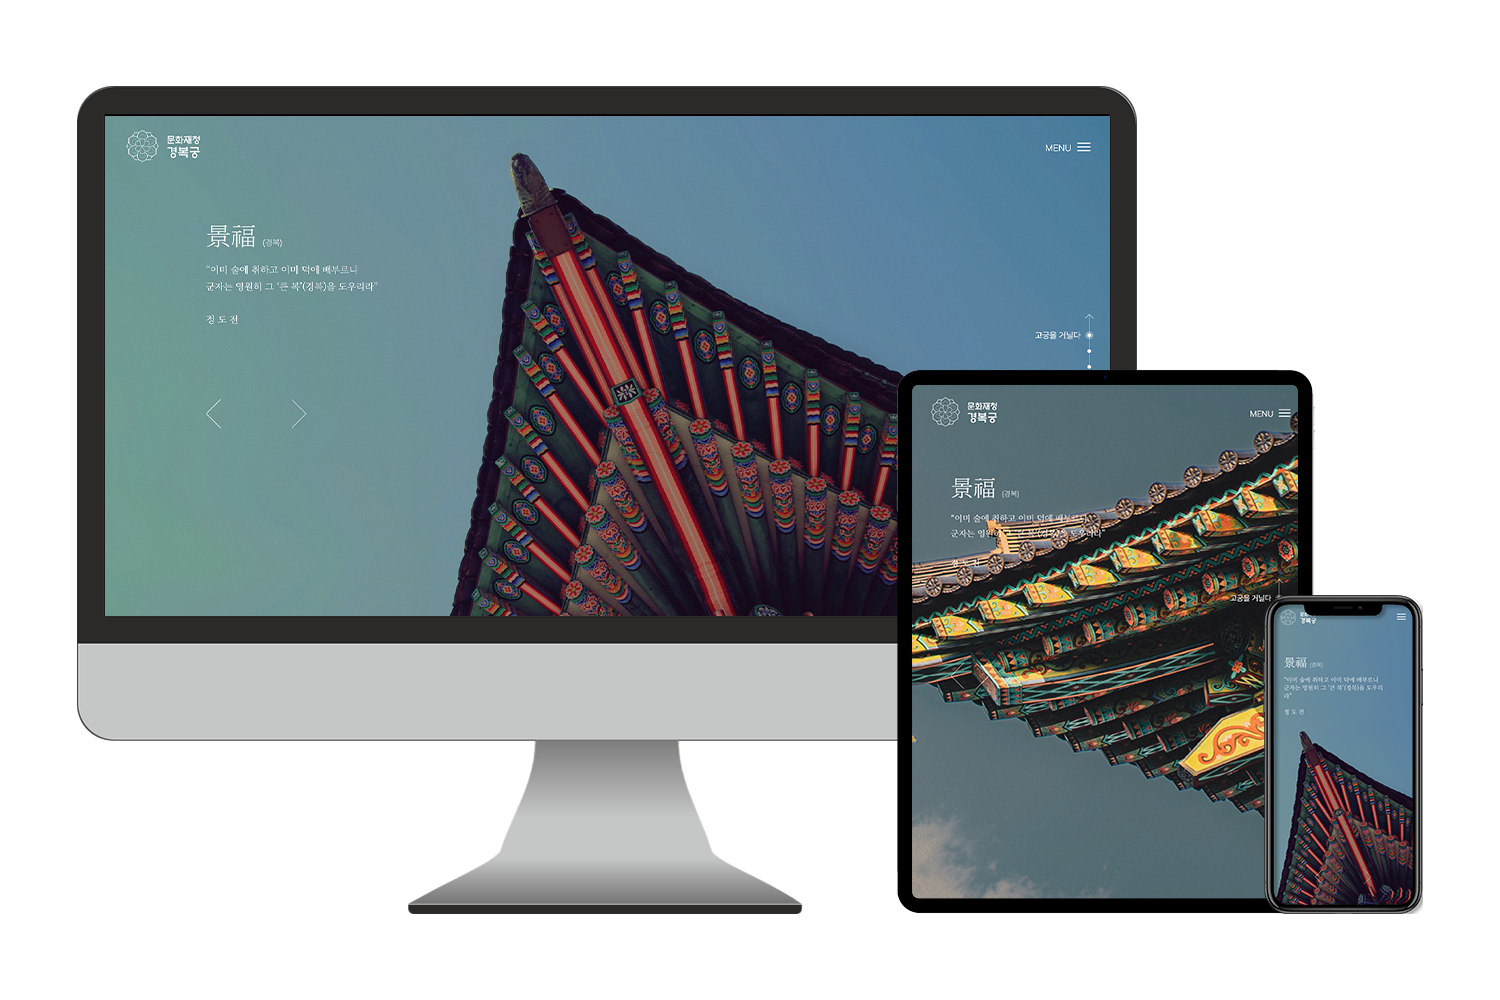 문화재청
경복궁
MENU
景福 (경복)
“이미 술에 취하고 이미 덕에 배부르니
군자는 영원히 그 ‘큰 복’(경복)을 도우리라”
정 도 전
고궁을 거닐다
문화재청
경복궁
MENU
景福 (경복)
“이미 술에 취하고 이미 덕에 배부르니
군자는 영원히 그 ‘큰 복’(경복)을 도우리라”
고궁을 거닐다
경복궁
景福 (경복)
“이미 술에 취하고 이미 덕에 배부르니
군자는 영원히 그 ‘큰 복’(경복)을 도우리
라”
정 도 전